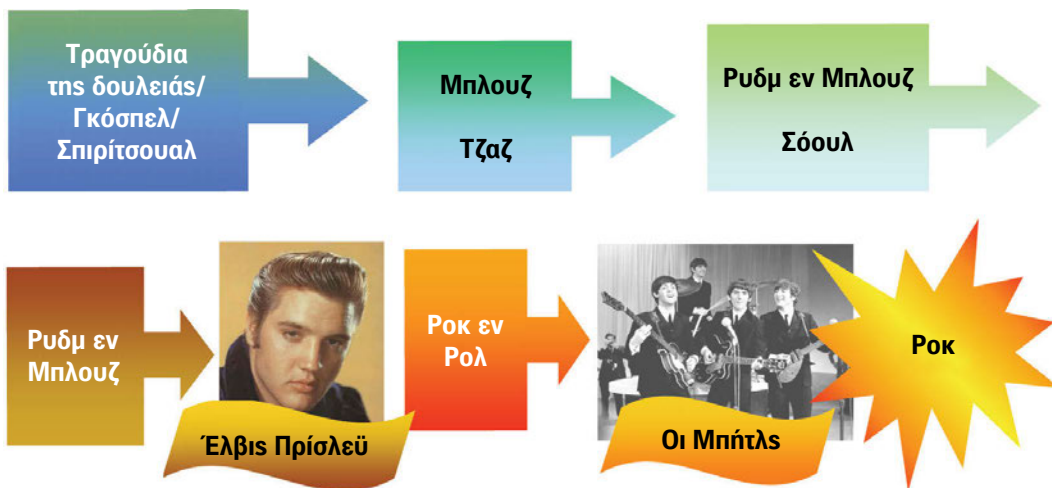 Τραγούδια
της δουλειάς/
Γκόσπελ/
Σπιρίτσουαλ
Μπλουζ
Τζαζ
Ρυδμ εν Μπλουζ
Σόουλ
Ρυδμ εν
Μπλουζ
Έλβις Πρίσλεϋ
Ροκ εν
Ρολ
Οι Μπήτλς
Ροκ